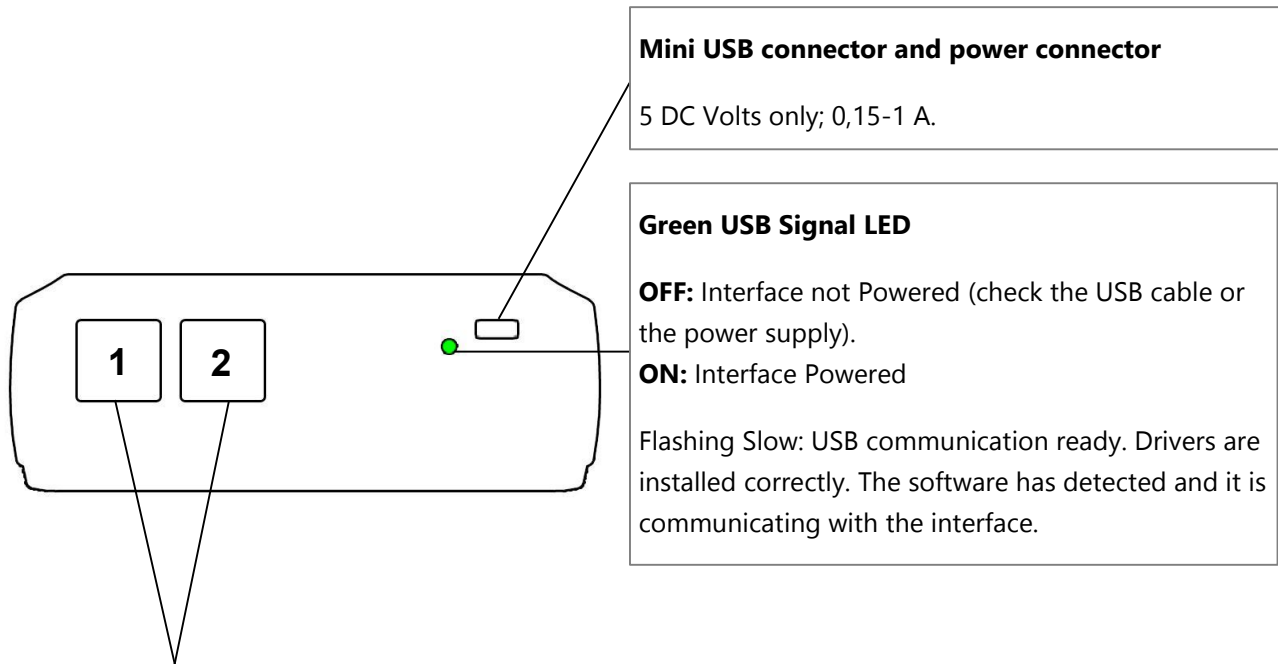 Mini USB connector and power connector
5 DC Volts only; 0,15-1 A.
Green USB Signal LED
OFF: Interface not Powered (check the USB cable or
the power supply).
ON: Interface Powered
Flashing Slow: USB communication ready. Drivers are
installed correctly. The software has detected and it is
communicating with the interface.
1 2